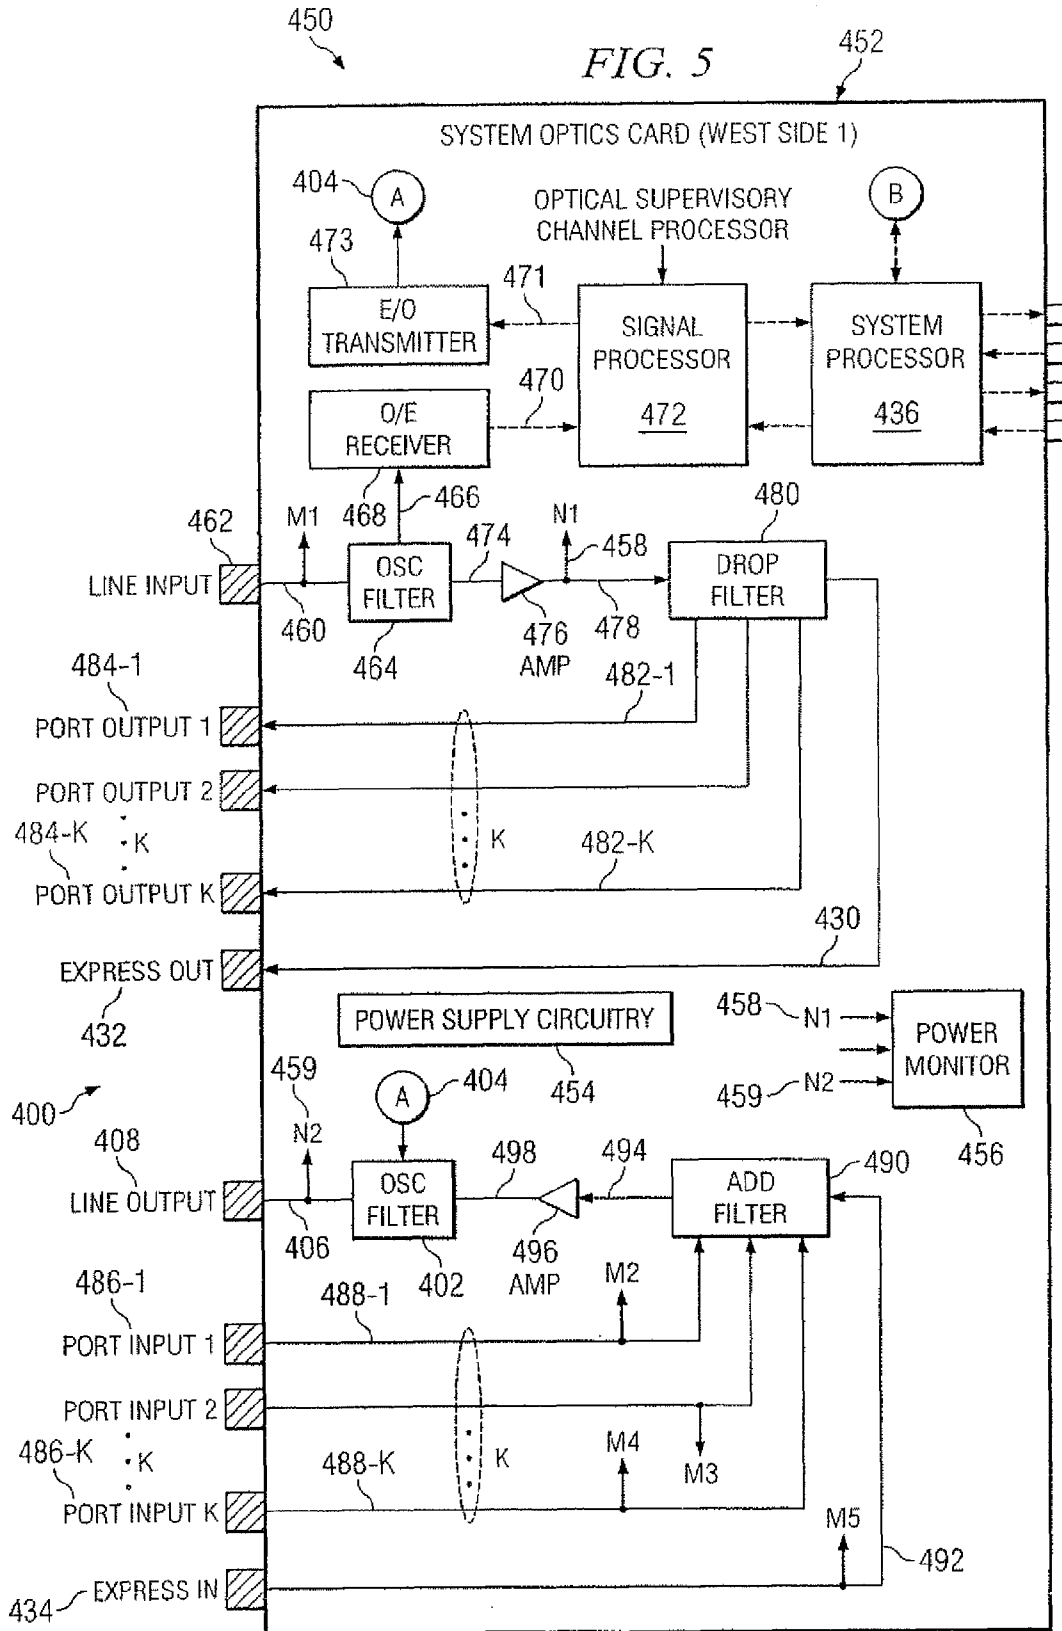 450
FIG. 5
452
SYSTEM OPTICS CARD (WEST SIDE 1)
404
A
OPTICAL SUPERVISORY
CHANNEL PROCESSOR
B
473
471
E/O
TRANSMITTER
SIGNAL
PROCESSOR
472
SYSTEM
PROCESSOR
436
470
O/E
RECEIVER
468
466
462
M1
474
N1
458
480
LINE INPUT
OSC
FILTER
DROP
FILTER
460
464
476
AMP
478
484-1
482-1
PORT OUTPUT 1
PORT OUTPUT 2
484-K
K
K
482-K
PORT OUTPUT K
430
EXPRESS OUT
432
POWER SUPPLY CIRCUITRY
454
458
N1
459
N2
POWER
MONITOR
456
400
459
A
404
408
N2
498
494
490
LINE OUTPUT
OSC
FILTER
ADD
FILTER
406
402
496
AMP
486-1
488-1
M2
PORT INPUT 1
PORT INPUT 2
486-K
K
K
488-K
M4
M3
PORT INPUT K
M5
492
434
EXPRESS IN